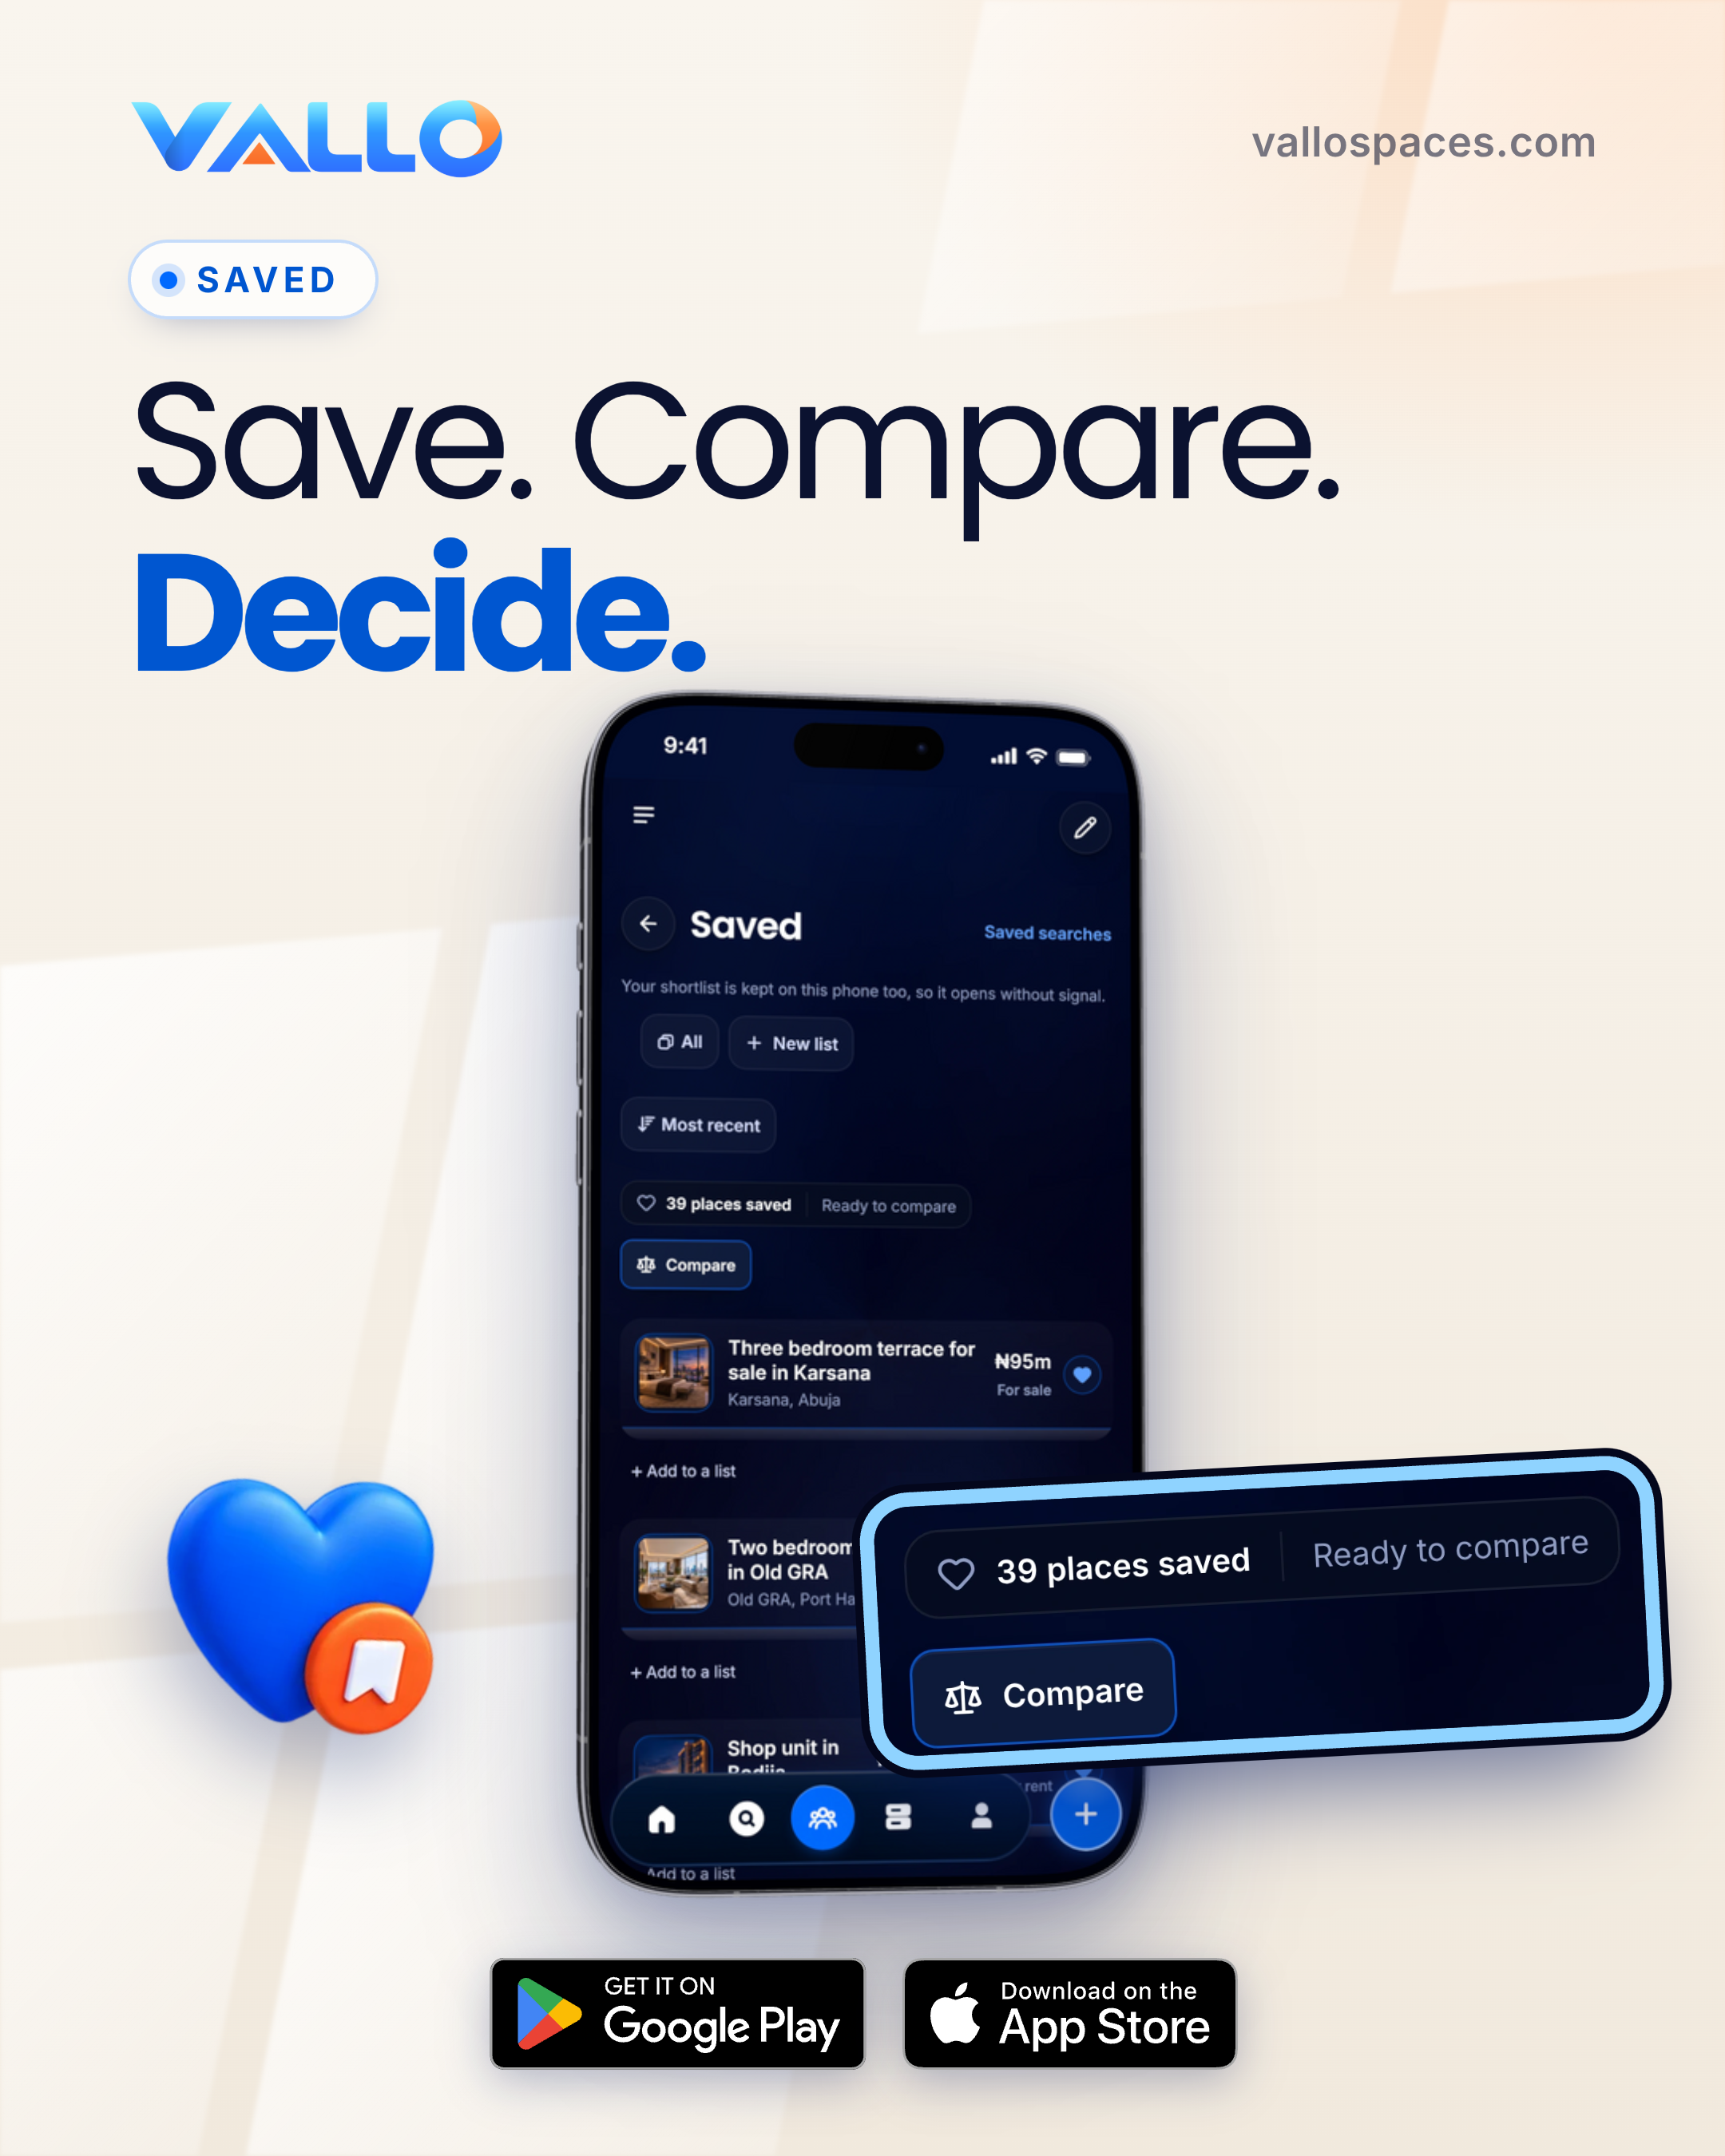 VALLO
vallospaces.com
SAVED
Save. Compare.
Decide.
9:41
Saved
Saved searches
Your shortlist is kept on this phone too, so it opens without signal.
All
+ New list
Most recent
39 places saved
Ready to compare
Compare
Three bedroom terrace for
sale in Karsana
Karsana, Abuja
₦95m
For sale
+ Add to a list
Two bedroom
in Old GRA
Old GRA, Port Ha
+ Add to a list
39 places saved
Ready to compare
Compare
Shop unit in
Bodija
rent
Add to a list
GET IT ON
Google Play
Download on the
App Store